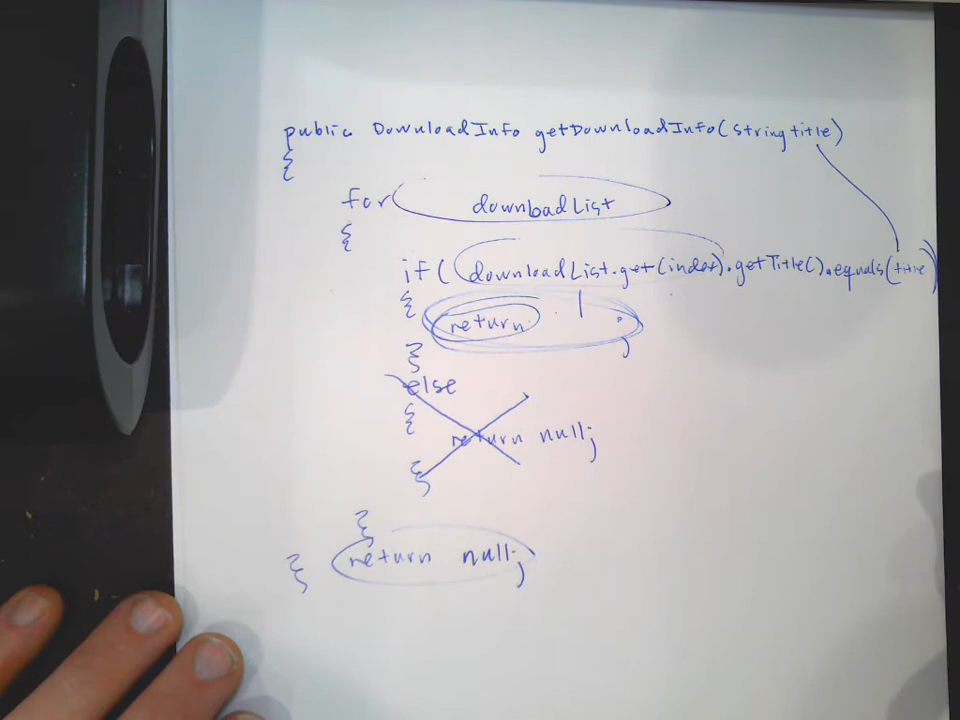 public DownloadInfo getDownloadInfo(String title)
{
for( downloadList
{
if( downloadList.get(index).getTitle().equals(title)
{
return ;
}
else
{
return null;
}
}
return null;
}